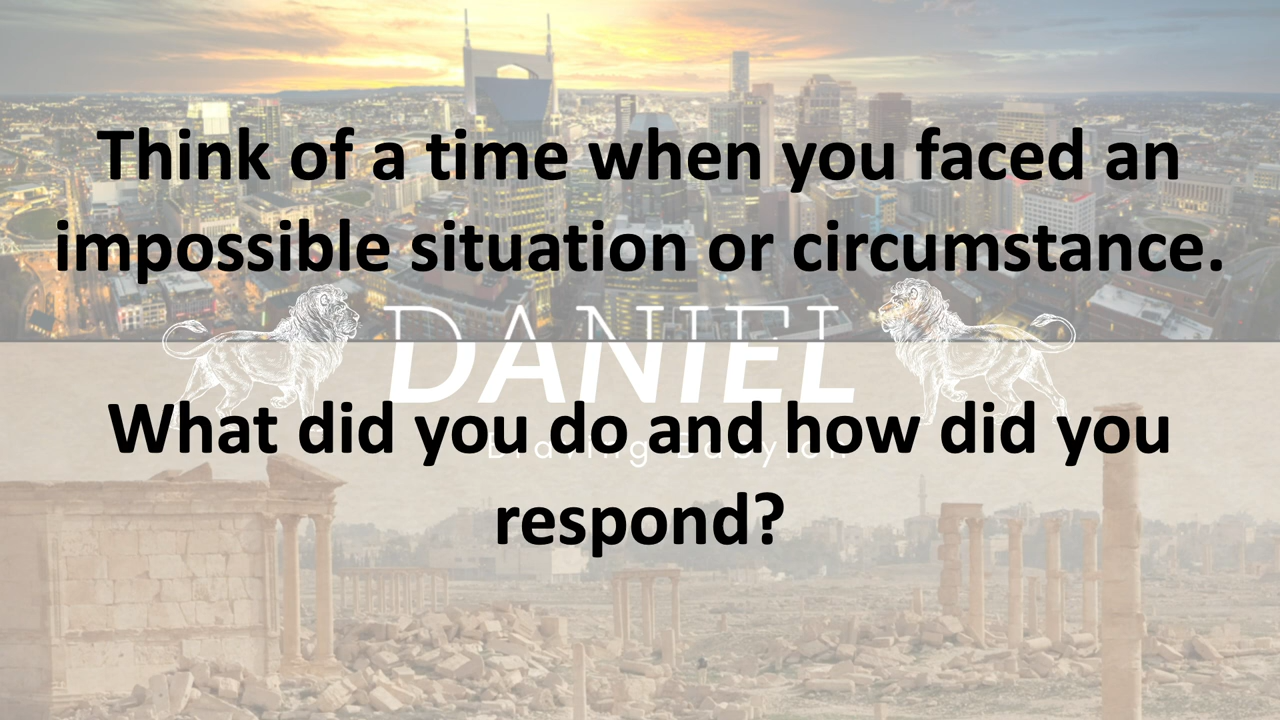 Think of a time when you faced an
impossible situation or circumstance.
DANIEL
What did you do and how did you
respond?